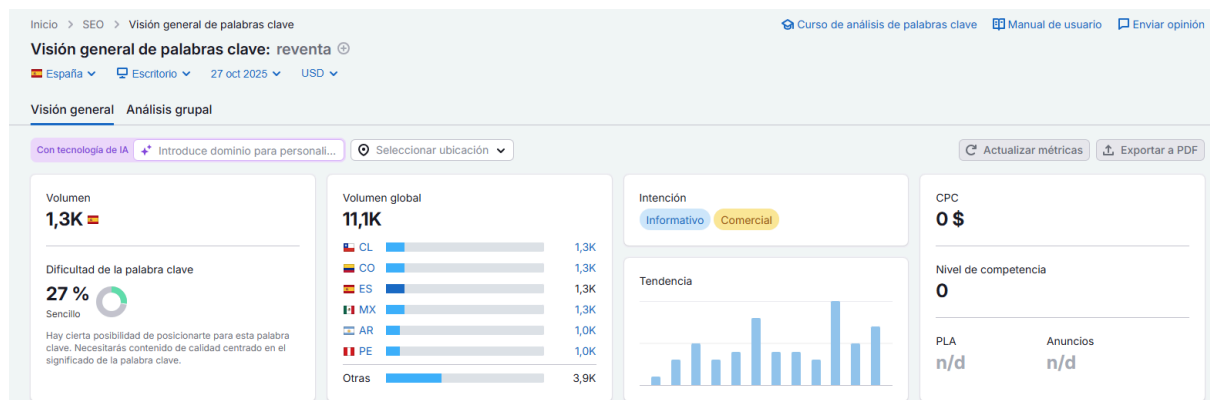 Inicio > SEO > Visión general de palabras clave
Curso de análisis de palabras clave Manual de usuario Enviar opinión
Visión general de palabras clave: reventa
España Escritorio 27 oct 2025 USD
Visión general Análisis grupal
Con tecnología de IA Introduce dominio para personali... Seleccionar ubicación Actualizar métricas Exportar a PDF
Volumen
1,3K
Dificultad de la palabra clave
27 %
Sencillo
Hay cierta posibilidad de posicionarte para esta palabra
clave. Necesitarás contenido de calidad centrado en el
significado de la palabra clave.
Volumen global
11,1K
CL 1,3K
CO 1,3K
ES 1,3K
MX 1,3K
AR 1,0K
PE 1,0K
Otras 3,9K
Intención
Informativo Comercial
Tendencia
CPC
0 $
Nivel de competencia
0
PLA Anuncios
n/d n/d